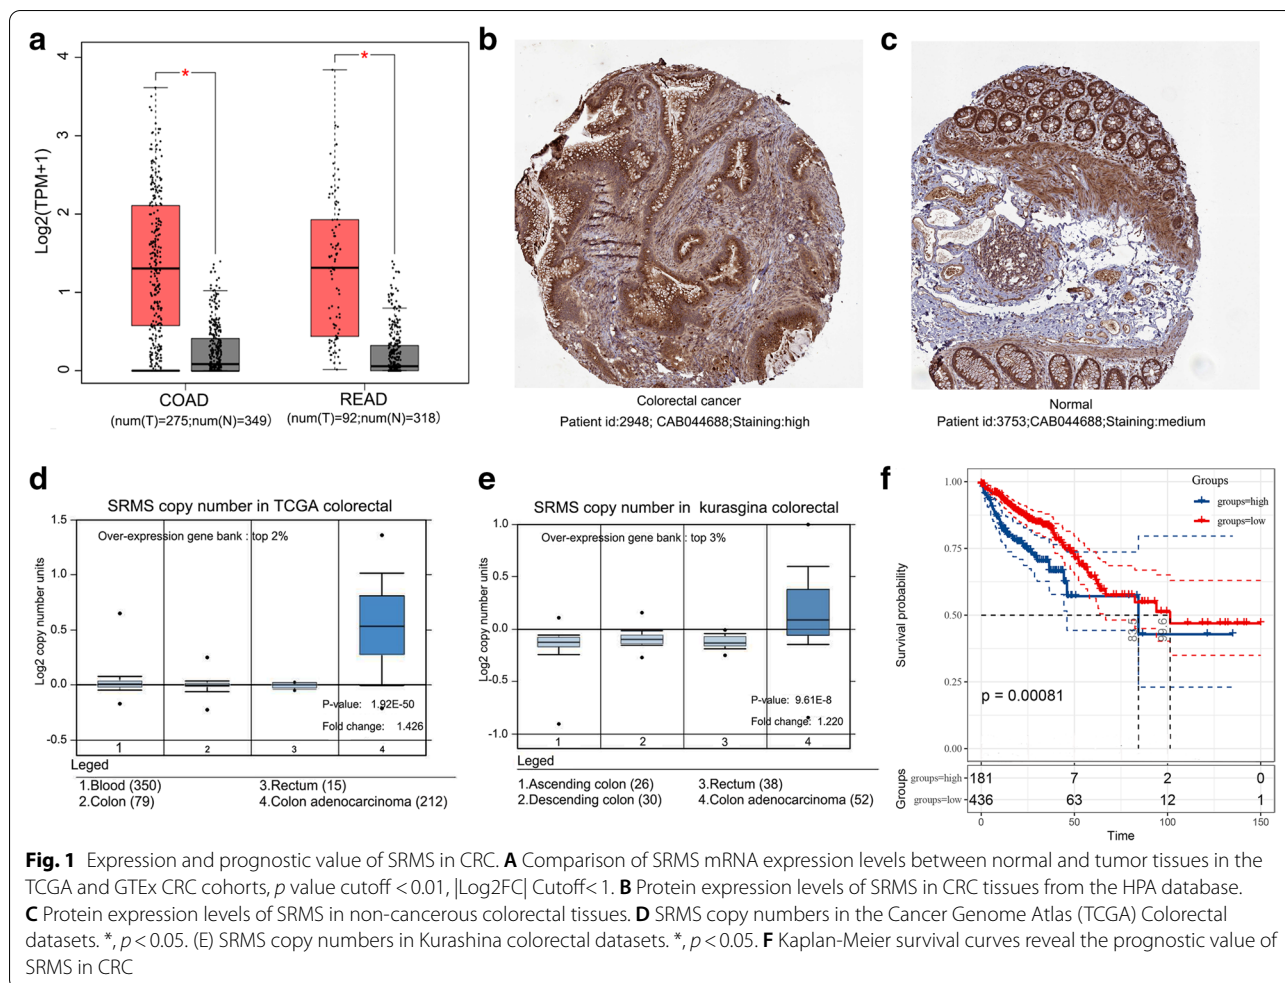 a
Log2(TPM+1)
4
3
2
1
0
*
*
COAD
(num(T)=275;num(N)=349)
READ
(num(T)=92;num(N)=318)
b
Colorectal cancer
Patient id:2948; CAB044688;Staining:high
c
Normal
Patient id:3753;CAB044688;Staining:medium
d
SRMS copy number in TCGA colorectal
Over-expression gene bank : top 2%
Log2 copy number units
1.5
1.0
0.5
0.0
-0.5
P-value: 1.92E-50
Fold change: 1.426
1 2 3 4
Leged
1.Blood (350) 3.Rectum (15)
2.Colon (79) 4.Colon adenocarcinoma (212)
e
SRMS copy number in kurasgina colorectal
Over-expression gene bank : top 3%
Log2 copy number units
1.0
0.5
0.0
-0.5
-1.0
P-value: 9.61E-8
Fold change: 1.220
1 2 3 4
Leged
1.Ascending colon (26) 3.Rectum (38)
2.Descending colon (30) 4.Colon adenocarcinoma (52)
f
Groups
groups=high
groups=low
Survival probability
1.00
0.75
0.50
0.25
0.00
p = 0.00081
Groups
groups=high 181 7 2 0
groups=low 436 63 12 1
0 50 100 150
Time
Fig. 1 Expression and prognostic value of SRMS in CRC. A Comparison of SRMS mRNA expression levels between normal and tumor tissues in the
TCGA and GTEx CRC cohorts, p value cutoff < 0.01, |Log2FC| Cutoff< 1. B Protein expression levels of SRMS in CRC tissues from the HPA database.
C Protein expression levels of SRMS in non-cancerous colorectal tissues. D SRMS copy numbers in the Cancer Genome Atlas (TCGA) Colorectal
datasets. *, p < 0.05. (E) SRMS copy numbers in Kurashina colorectal datasets. *, p < 0.05. F Kaplan-Meier survival curves reveal the prognostic value of
SRMS in CRC